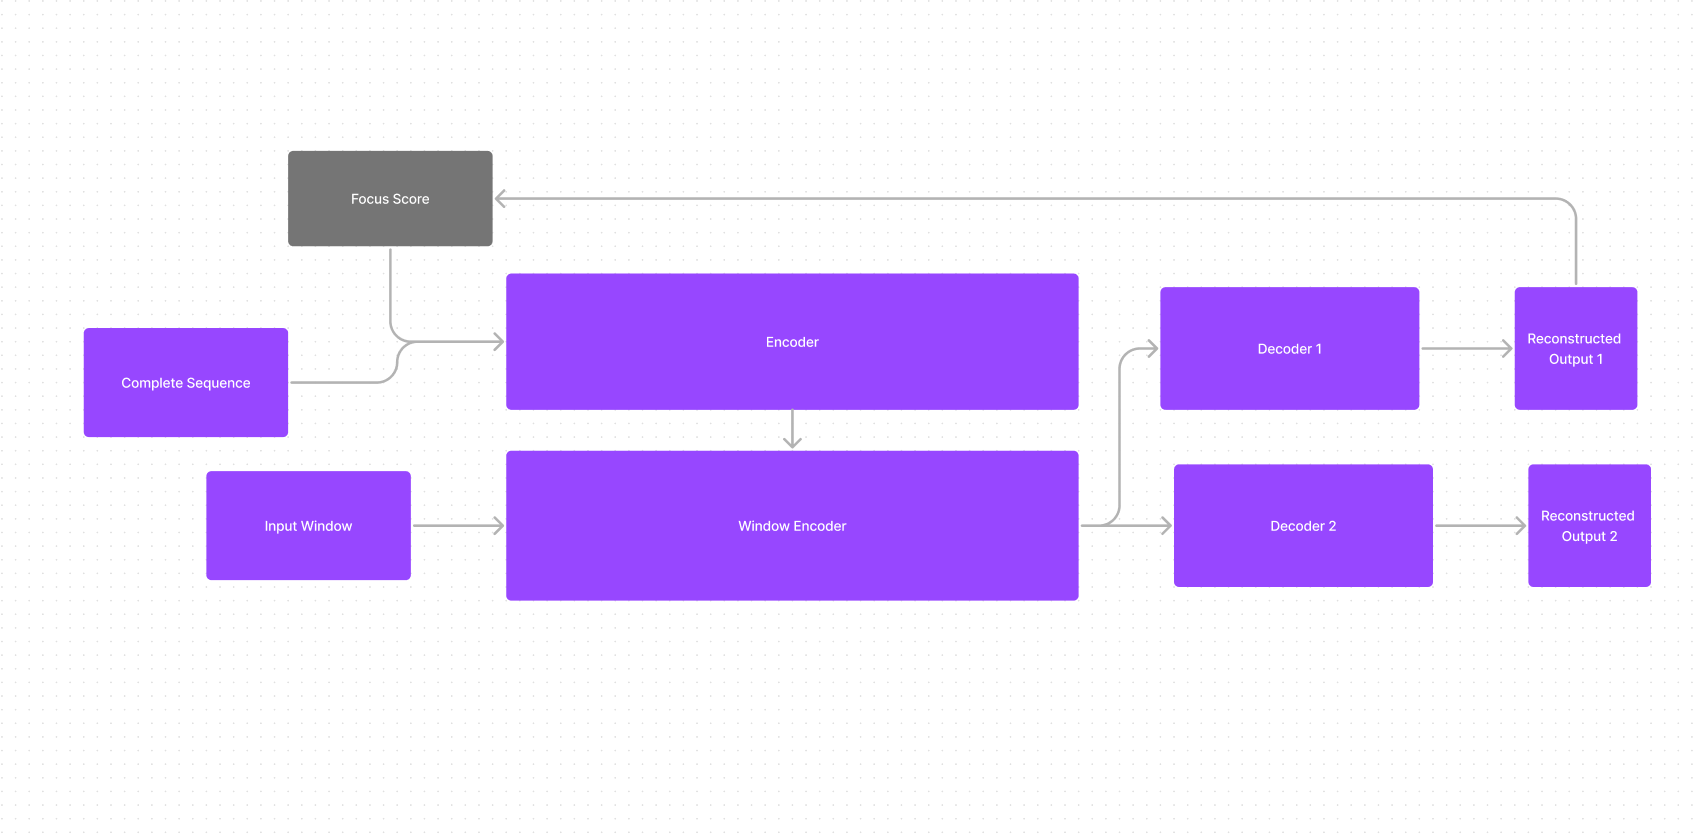 Focus Score
Encoder
Complete Sequence
Decoder 1
Reconstructed
Output 1
Input Window
Window Encoder
Decoder 2
Reconstructed
Output 2